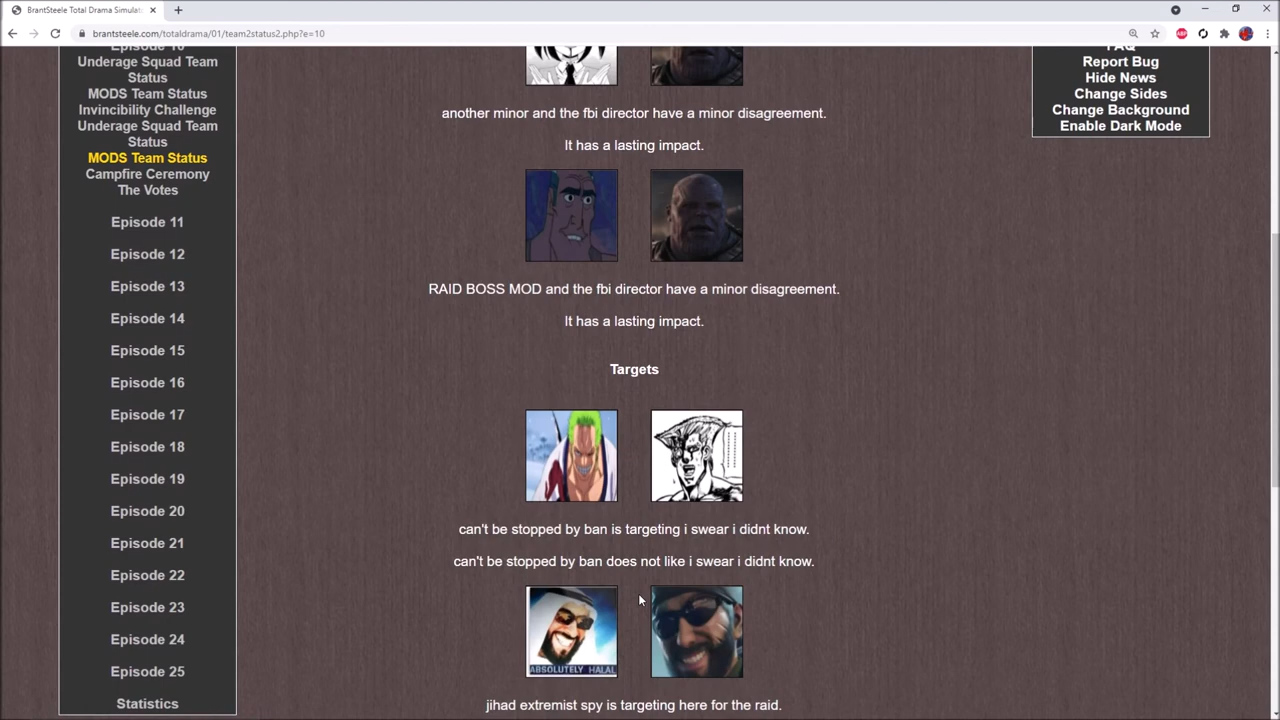 BrantSteele Total Drama Simulat
brantsteele.com/totaldrama/01/team2status2.php?e=10
ABP
Episode 10
Underage Squad Team
Status
MODS Team Status
Invincibility Challenge
Underage Squad Team
Status
MODS Team Status
Campfire Ceremony
The Votes
Episode 11
Episode 12
Episode 13
Episode 14
Episode 15
Episode 16
Episode 17
Episode 18
Episode 19
Episode 20
Episode 21
Episode 22
Episode 23
Episode 24
Episode 25
Statistics
another minor and the fbi director have a minor disagreement.
It has a lasting impact.
RAID BOSS MOD and the fbi director have a minor disagreement.
It has a lasting impact.
Targets
can't be stopped by ban is targeting i swear i didnt know.
can't be stopped by ban does not like i swear i didnt know.
ABSOLUTELY HALAL
jihad extremist spy is targeting here for the raid.
FAQ
Report Bug
Hide News
Change Sides
Change Background
Enable Dark Mode